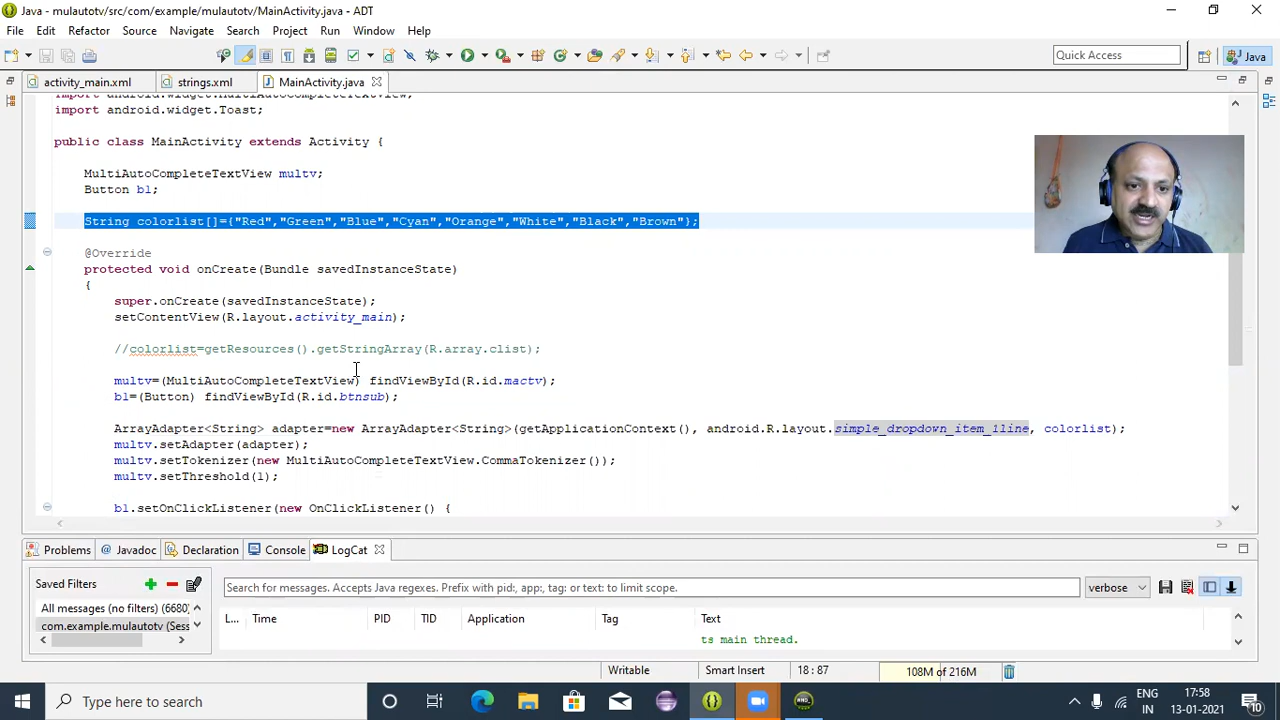 Java - mulautotv/src/com/example/mulautotv/MainActivity.java - ADT
File Edit Refactor Source Navigate Search Project Run Window Help
Quick Access
Java
activity_main.xml
strings.xml
MainActivity.java
import android.widget.MultiAutoCompleteTextView;
import android.widget.Toast;
public class MainActivity extends Activity {
MultiAutoCompleteTextView multv;
Button b1;
String colorlist[]={"Red","Green","Blue","Cyan","Orange","White","Black","Brown"};
@Override
protected void onCreate(Bundle savedInstanceState)
{
super.onCreate(savedInstanceState);
setContentView(R.layout.activity_main);
//colorlist=getResources().getStringArray(R.array.clist);
multv=(MultiAutoCompleteTextView) findViewById(R.id.mactv);
b1=(Button) findViewById(R.id.btnsub);
ArrayAdapter<String> adapter=new ArrayAdapter<String>(getApplicationContext(), android.R.layout.simple_dropdown_item_1line, colorlist);
multv.setAdapter(adapter);
multv.setTokenizer(new MultiAutoCompleteTextView.CommaTokenizer());
multv.setThreshold(1);
b1.setOnClickListener(new OnClickListener() {
Problems
Javadoc
Declaration
Console
LogCat
Saved Filters
Search for messages. Accepts Java regexes. Prefix with pid:, app:, tag: or text: to limit scope.
verbose
All messages (no filters) (6680)
com.example.mulautotv (Sess
L... Time PID TID Application Tag Text
ts main thread.
Writable
Smart Insert
18 : 87
108M of 216M
Type here to search
ENG
IN
17:58
13-01-2021
10